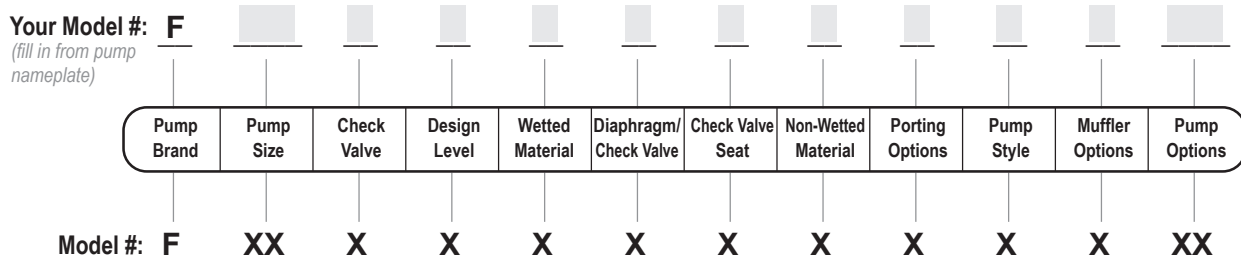 Your Model #: F
(fill in from pump
nameplate)
Pump Pump Check Design Wetted Diaphragm/ Check Valve Non-Wetted Porting Pump Muffler Pump
Brand Size Valve Level Material Check Valve Seat Material Options Style Options Options
Model #: F XX X X X X X X X X X XX